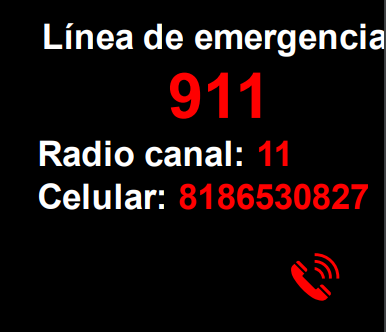 Línea de emergencia
911
Radio canal: 11
Celular: 8186530827